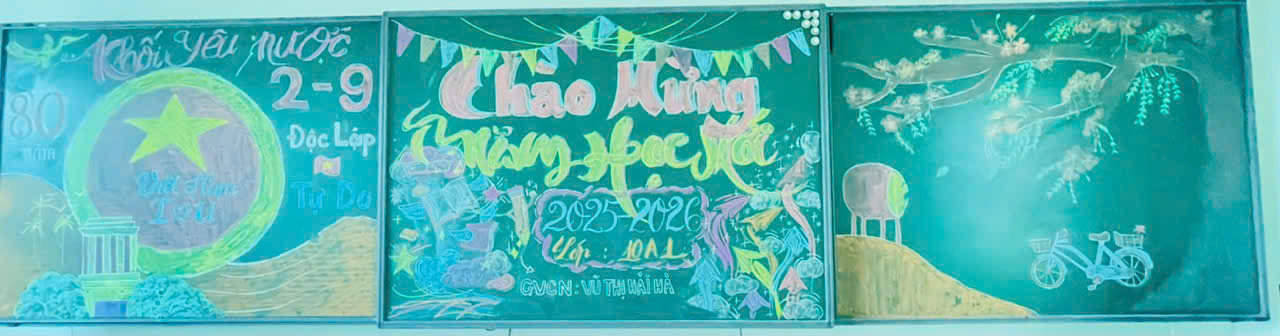 Khối yêu nước
2-9
80
năm
Độc Lập
Tự Do
Việt Nam
I ♡ U
Chào Mừng
Năm Học Mới
2025-2026
Lớp: 10A1
GVCN: VŨ THỊ HẢI HÀ